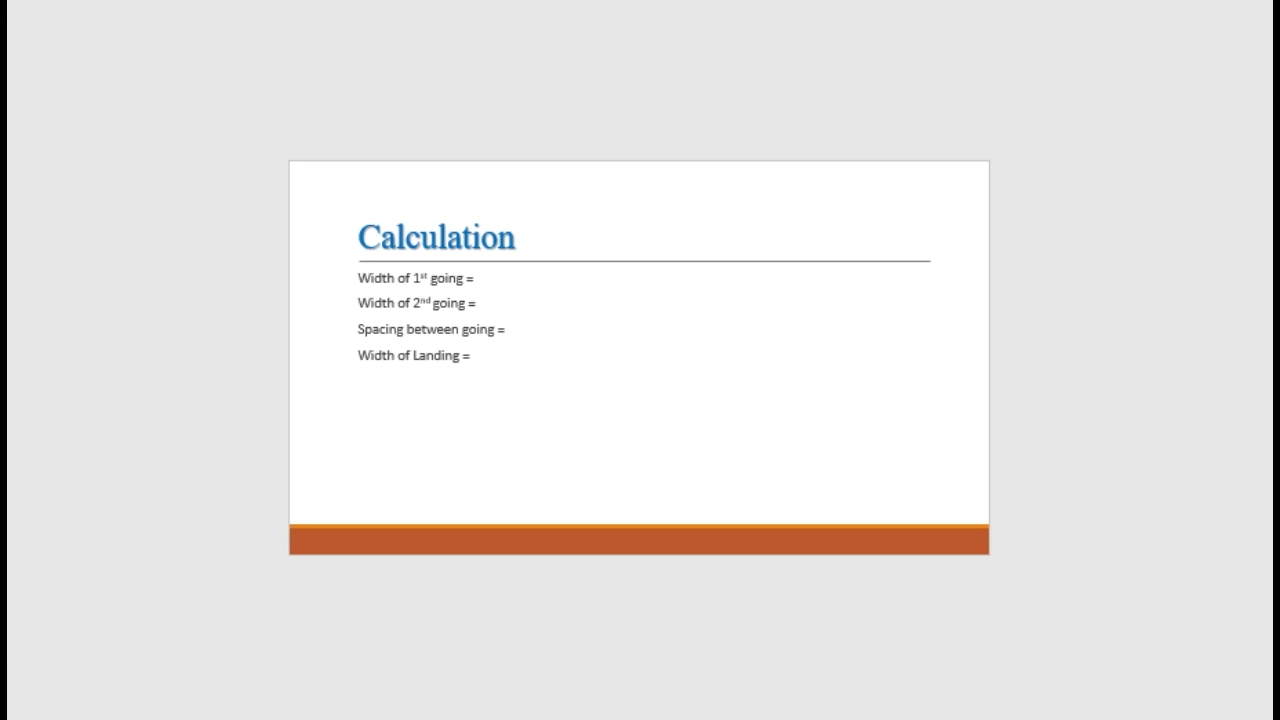 Calculation
Width of 1st going =
Width of 2nd going =
Spacing between going =
Width of Landing =